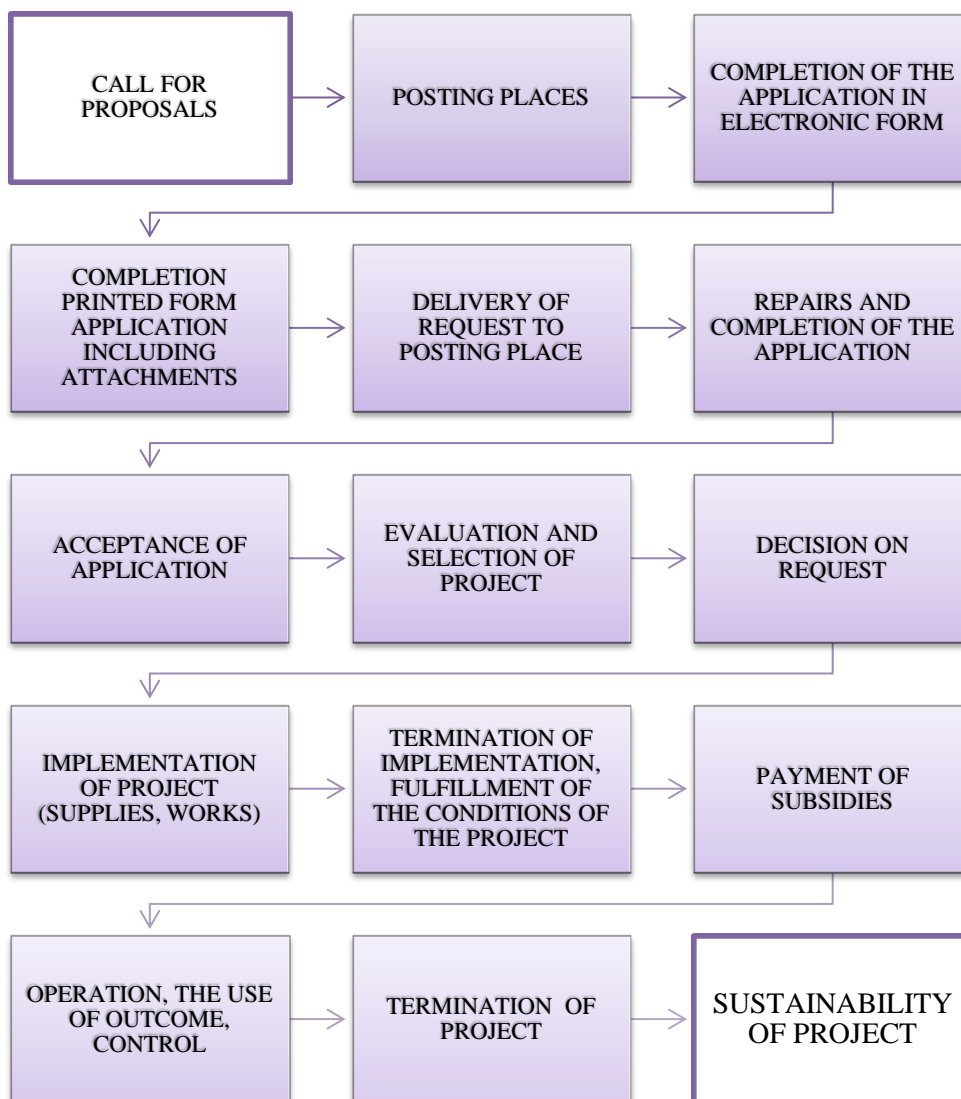 CALL FOR
PROPOSALS
POSTING PLACES
COMPLETION OF THE
APPLICATION IN
ELECTRONIC FORM
COMPLETION
PRINTED FORM
APPLICATION
INCLUDING
ATTACHMENTS
DELIVERY OF
REQUEST TO
POSTING PLACE
REPAIRS AND
COMPLETION OF THE
APPLICATION
ACCEPTANCE OF
APPLICATION
EVALUATION AND
SELECTION OF
PROJECT
DECISION ON
REQUEST
IMPLEMENTATION
OF PROJECT
(SUPPLIES, WORKS)
TERMINATION OF
IMPLEMENTATION,
FULFILLMENT OF
THE CONDITIONS OF
THE PROJECT
PAYMENT OF
SUBSIDIES
OPERATION, THE USE
OF OUTCOME,
CONTROL
TERMINATION OF
PROJECT
SUSTAINABILITY
OF PROJECT